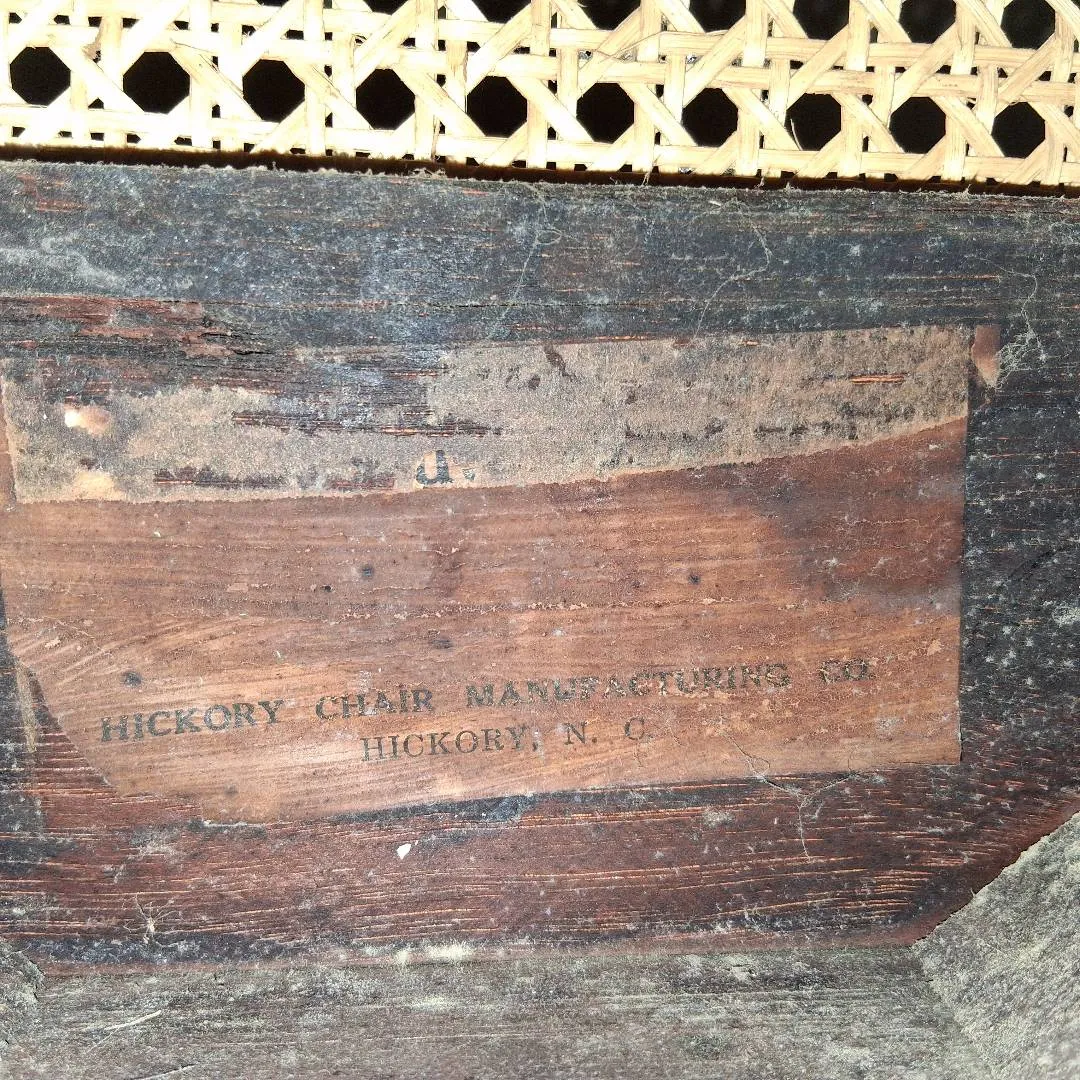 HICKORY CHAIR MANUFACTURING CO.
HICKORY, N. C.